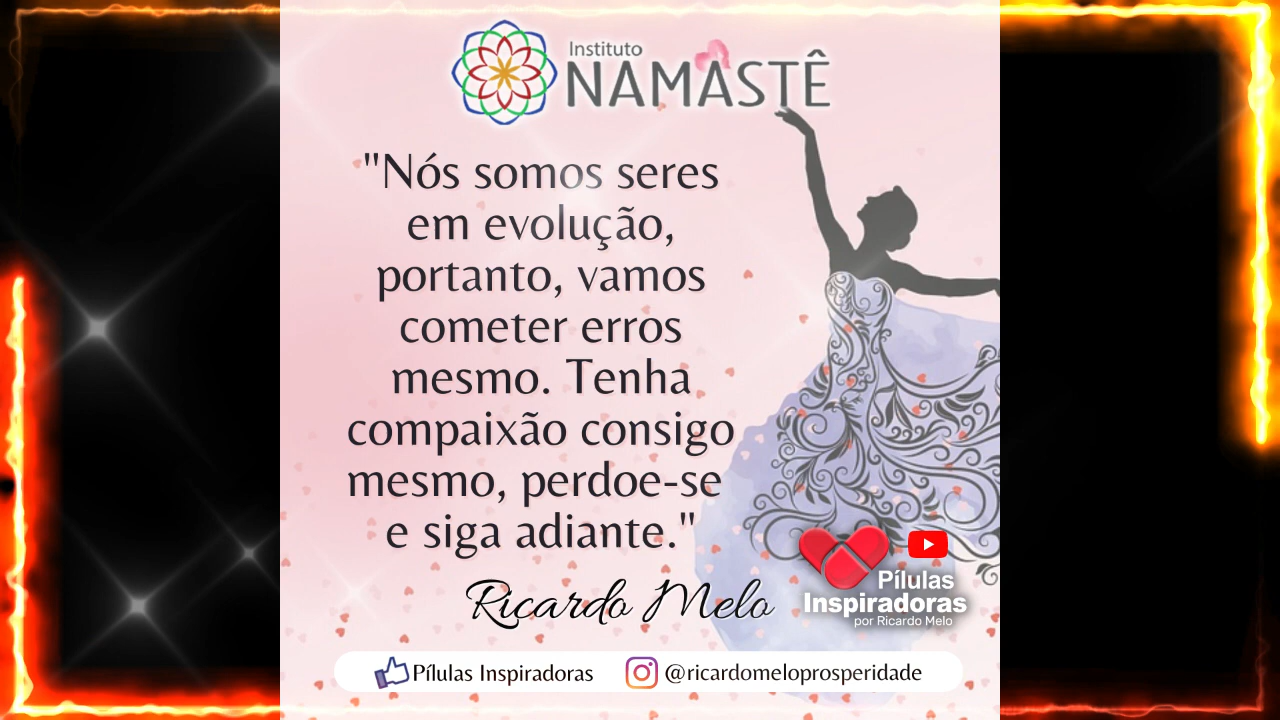 Instituto
NAMASTÊ
"Nós somos seres
em evolução,
portanto, vamos
cometer erros
mesmo. Tenha
compaixão consigo
mesmo, perdoe-se
e siga adiante."
Ricardo Melo
Pílulas
Inspiradoras
por Ricardo Melo
Pílulas Inspiradoras @ricardomeloprosperidade